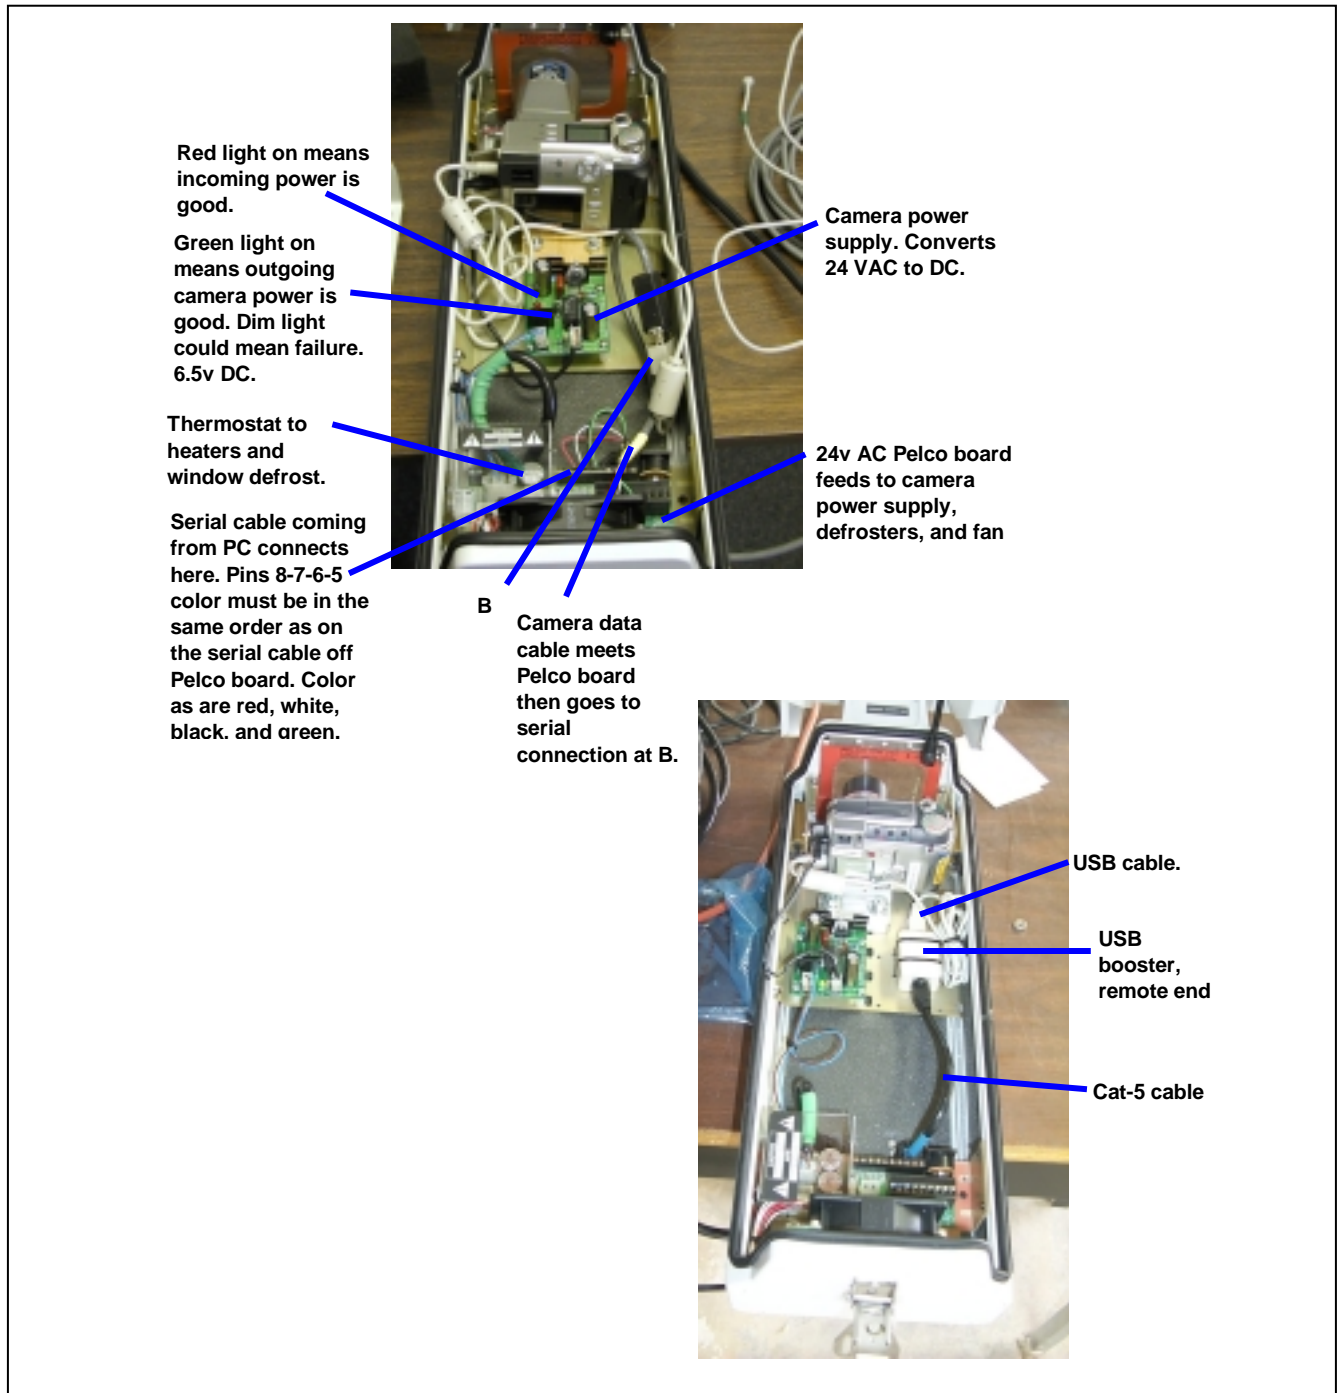 Red light on means
incoming power is
good.
Green light on
means outgoing
camera power is
good. Dim light
could mean failure.
6.5v DC.
Thermostat to
heaters and
window defrost.
Serial cable coming
from PC connects
here. Pins 8-7-6-5
color must be in the
same order as on
the serial cable off
Pelco board. Color
as are red, white,
black, and green.
Camera power
supply. Converts
24 VAC to DC.
24v AC Pelco board
feeds to camera
power supply,
defrosters, and fan
B
Camera data
cable meets
Pelco board
then goes to
serial
connection at B.
USB cable.
USB
booster,
remote end
Cat-5 cable